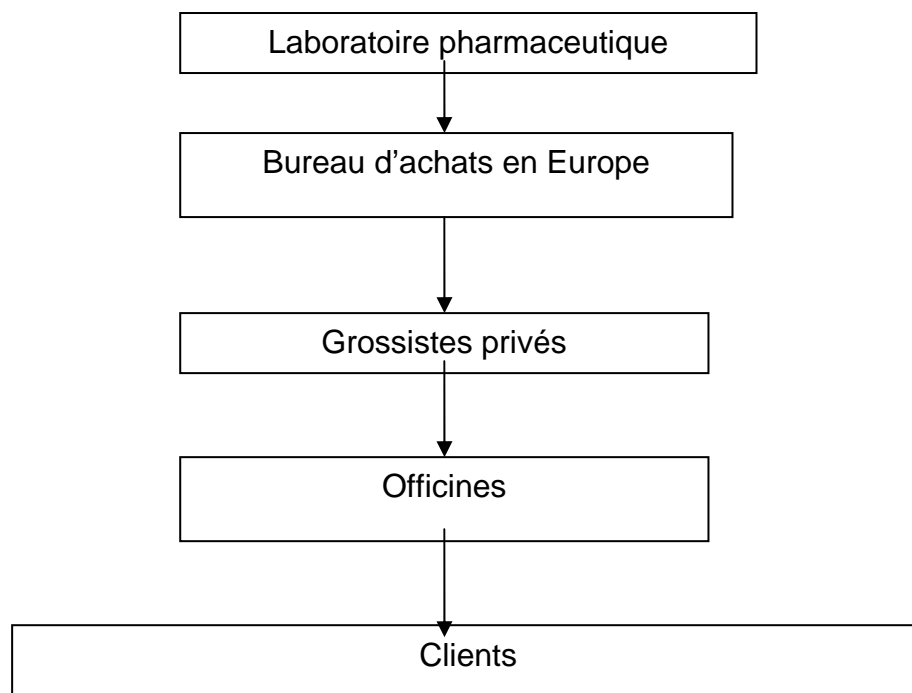 Laboratoire pharmaceutique
Bureau d'achats en Europe
Grossistes privés
Officines
Clients